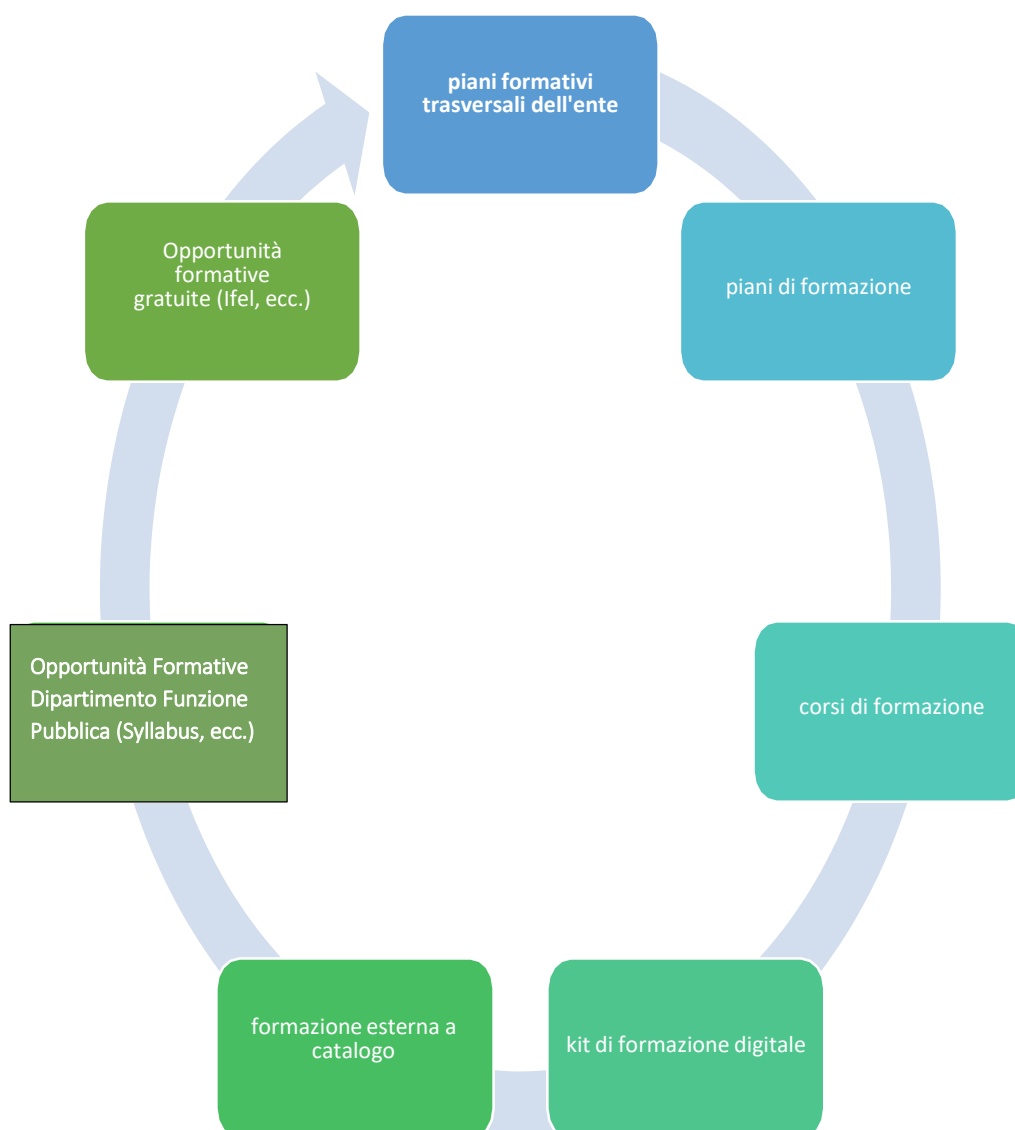 piani formativi
trasversali dell'ente
piani di formazione
corsi di formazione
kit di formazione digitale
formazione esterna a
catalogo
Opportunità Formative
Dipartimento Funzione
Pubblica (Syllabus, ecc.)
Opportunità
formative
gratuite (Ifel, ecc.)